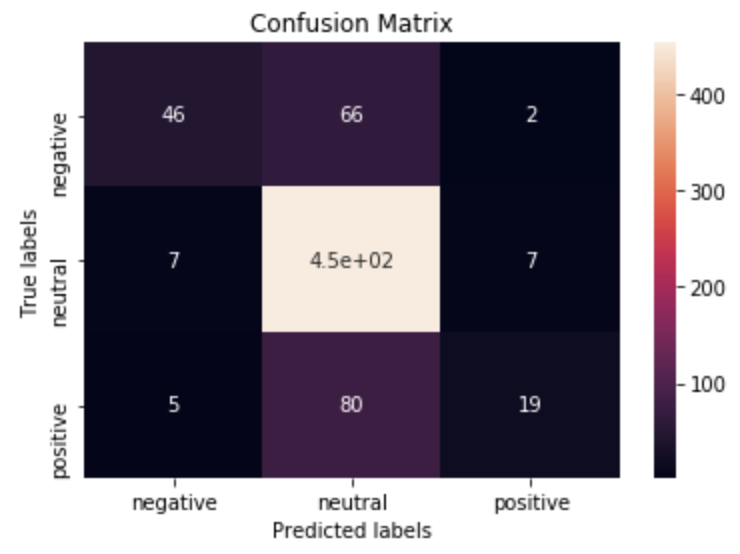 Confusion Matrix
46 66 2
7 4.5e+02 7
5 80 19
negative
neutral
positive
True labels
negative neutral positive
Predicted labels
400
300
200
100